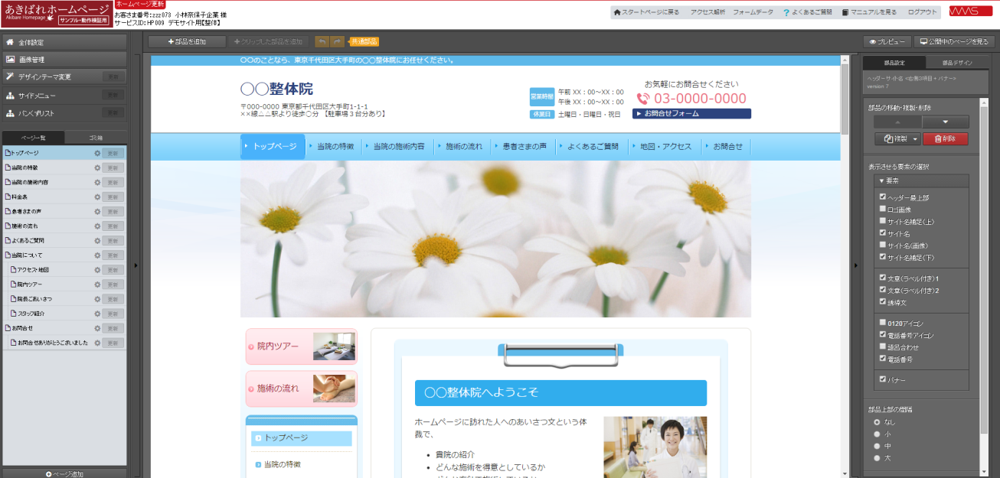 あきばれホームページ
Akibare Homepage
サンプル・動作検証用
ホームページ更新
お客さま番号:zzz073 小林奈保子企業 様
サービスID:HP009 デモサイト用【整体】
スタートページに戻る
アクセス解析
フォームデータ
よくあるご質問
マニュアルを見る
ログアウト
全体設定
画像管理
デザインテーマ変更
更新
サイドメニュー
更新
パンくずリスト
更新
ページ一覧
ゴミ箱
トップページ
更新
当院の特徴
更新
当院の施術内容
更新
料金表
更新
患者さまの声
更新
施術の流れ
更新
よくあるご質問
更新
当院について
更新
アクセス・地図
更新
院内ツアー
更新
院長ごあいさつ
更新
スタッフ紹介
更新
お問合せ
更新
お問合せありがとうございました
更新
ページ追加
+部品を追加
+クリップした部品を追加
共通部品
プレビュー
公開中のページを見る
〇〇のことなら、東京千代田区大手町の〇〇整体院にお任せください。
〇〇整体院
〒000-0000 東京都千代田区大手町1-1-1
××線△△駅より徒歩〇分 【駐車場３台分あり】
営業時間
午前 XX：00～XX：00
午後 XX：00～XX：00
休業日
土曜日・日曜日・祝日
お気軽にお問合せください
03-0000-0000
お問合せフォーム
トップページ
当院の特徴
当院の施術内容
施術の流れ
患者さまの声
よくあるご質問
地図・アクセス
お問合せ
院内ツアー
施術の流れ
トップページ
当院の特徴
〇〇整体院へようこそ
ホームページに訪れた人へのあいさつ文という体
裁で、
• 貴院の紹介
• どんな施術を得意としているか
部品設定
部品デザイン
ヘッダーサイト名 <右側3項目+バナー>
version 7
部品の移動・複製・削除
複製
削除
表示させる要素の選択
▼要素
ヘッダー最上部
ロゴ画像
サイト名補足(上)
サイト名
サイト名(画像)
サイト名補足(下)
文章(ラベル付き)1
文章(ラベル付き)2
誘導文
0120アイコン
電話番号アイコン
語呂合わせ
電話番号
バナー
部品上部の間隔
なし
小
中
大